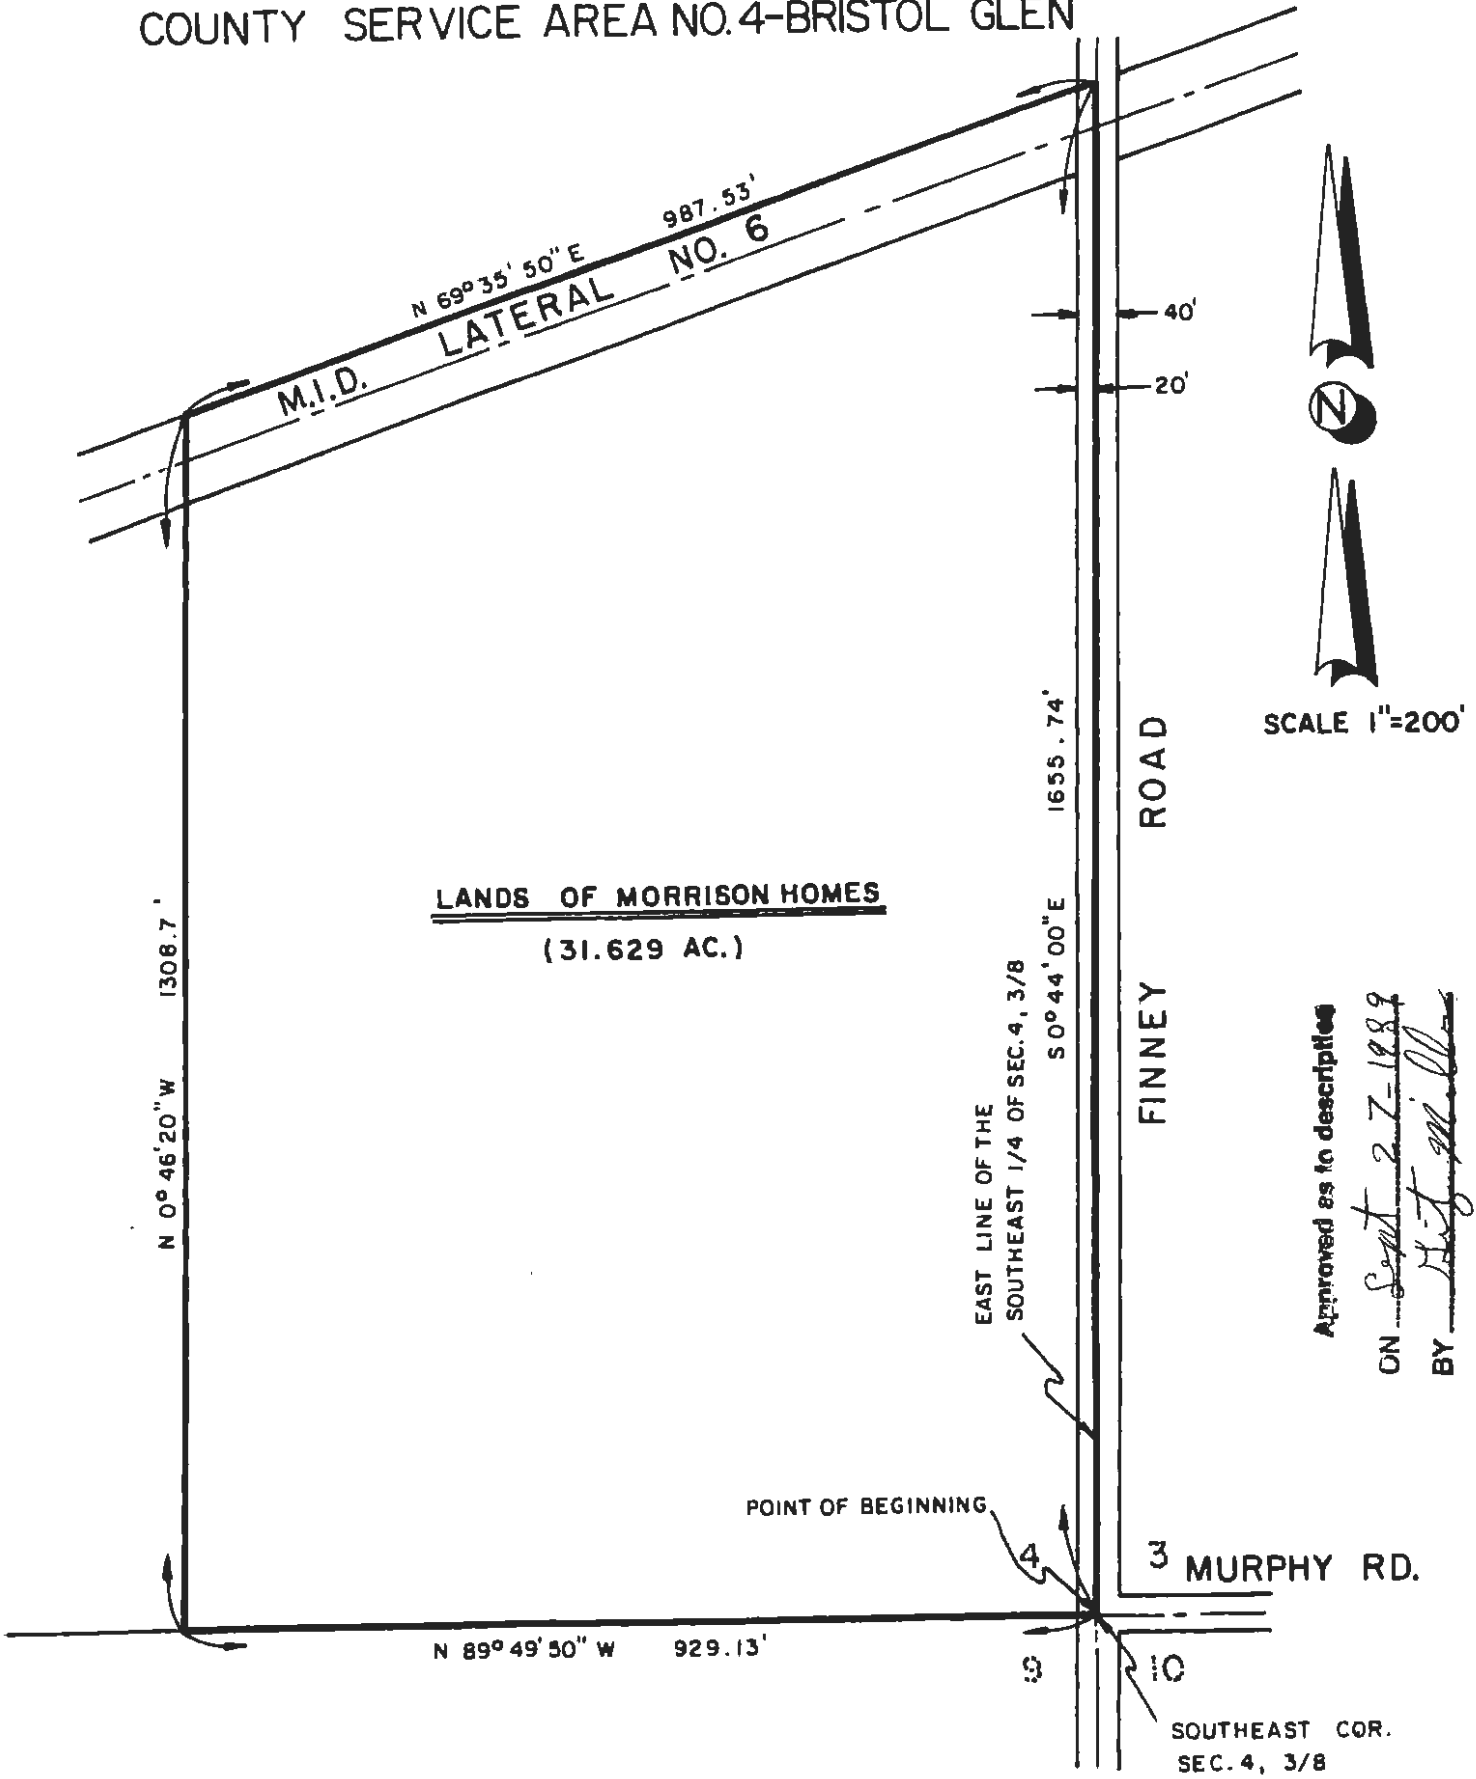 COUNTY SERVICE AREA NO. 4-BRISTOL GLEN
N 69° 35' 50" E 987.53'
M.I.D. LATERAL NO. 6
40'
20'
N
SCALE 1"=200'
N 0° 46' 20" W 1308.7'
LANDS OF MORRISON HOMES
(31.629 AC.)
S 0° 44' 00" E 1655.74'
FINNEY ROAD
EAST LINE OF THE
SOUTHEAST 1/4 OF SEC. 4, 3/8
Approved as to description
ON Sept 27-1989
BY
POINT OF BEGINNING
4
3
MURPHY RD.
N 89° 49' 50" W 929.13'
9
10
SOUTHEAST COR.
SEC. 4, 3/8